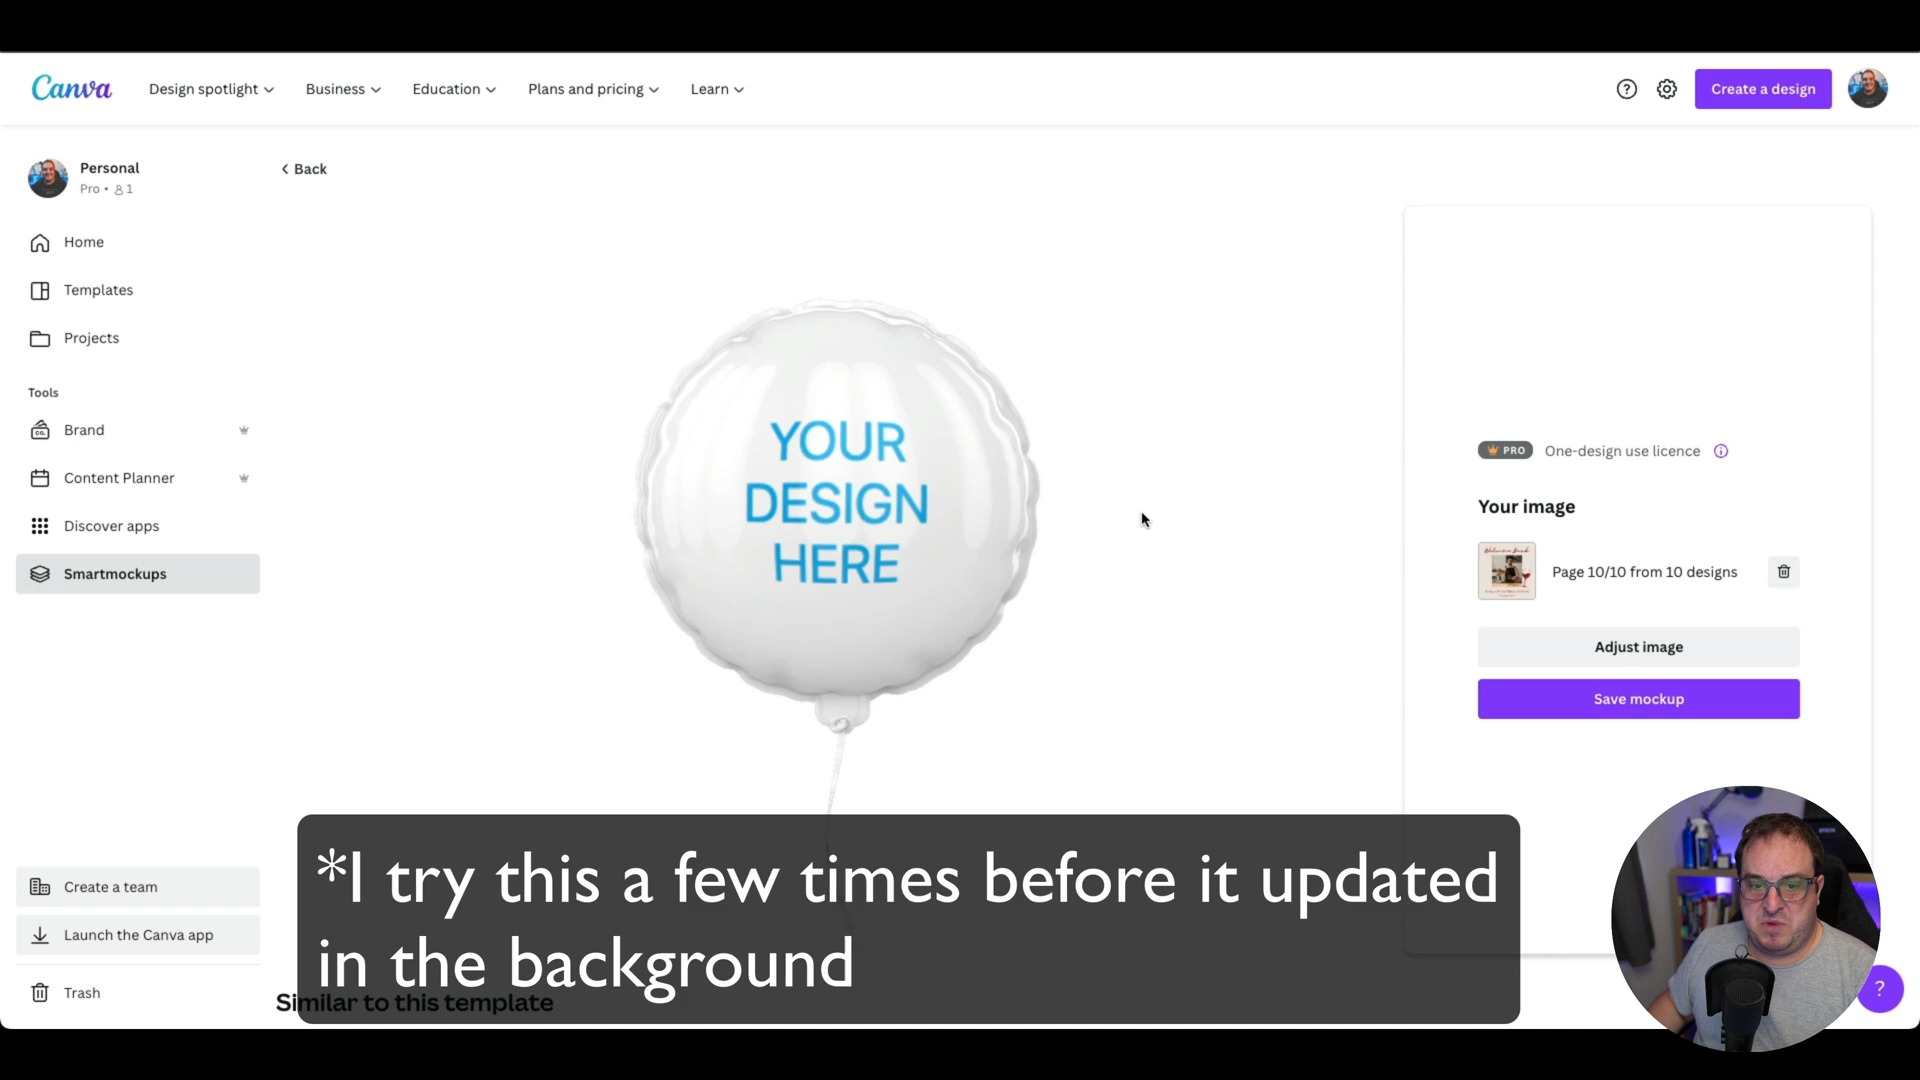 Canva
Design spotlight
Business
Education
Plans and pricing
Learn
Create a design
Personal
Pro • 1
Back
Home
Templates
Projects
Tools
Brand
Content Planner
Discover apps
Smartmockups
YOUR
DESIGN
HERE
PRO One-design use licence
Your image
Page 10/10 from 10 designs
Adjust image
Save mockup
Create a team
Launch the Canva app
Trash
*I try this a few times before it updated
in the background
Similar to this template
?